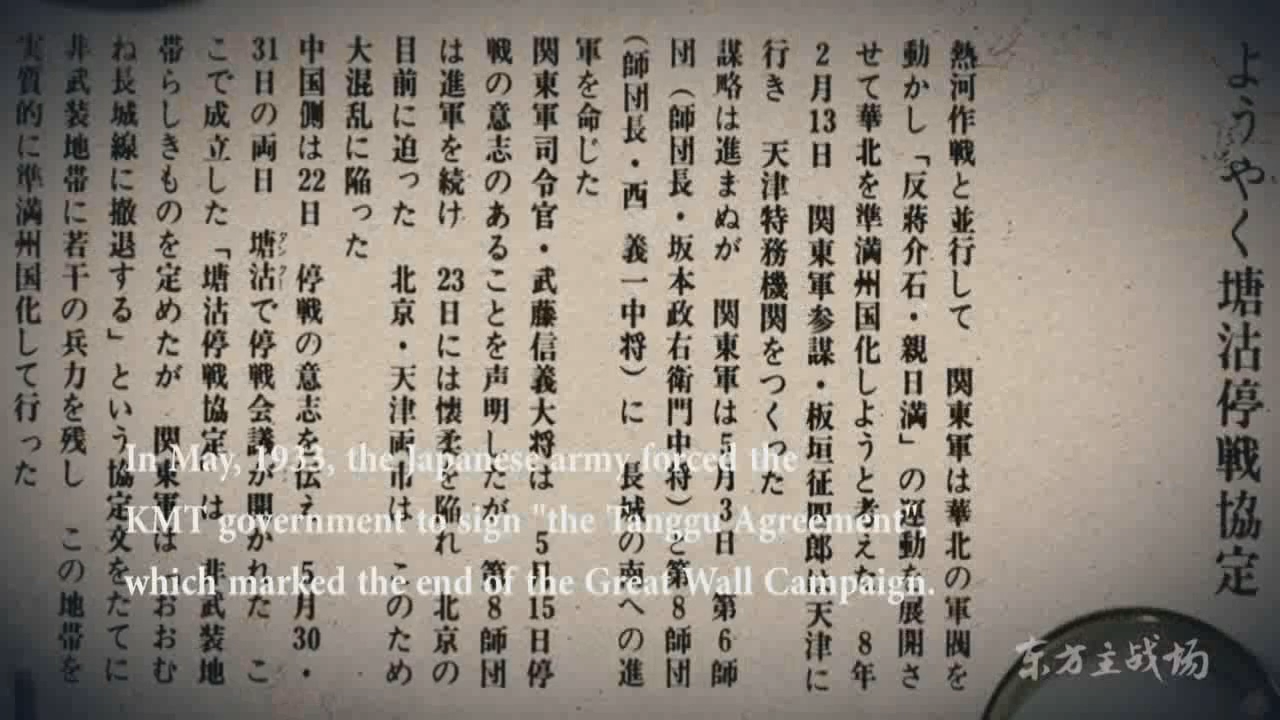 ようやく塘沽停戦協定
熱河作戦と並行して　関東軍は華北の軍閥を
動かし「反蔣介石・親日満」の運動を展開さ
せて華北を準満州国化しようと考えた　8年
2月13日　関東軍参謀・板垣征四郎は天津に
行き　天津特務機関をつくった
謀略は進まぬが　関東軍は5月3日　第6師
団（師団長・坂本政右衛門中将）と第8師団
（師団長・西　義一中将）に　長城の南への進
軍を命じた
関東軍司令官・武藤信義大将は　5月15日停
戦の意志のあることを声明したが　第8師団
は進軍を続け　23日には懐柔を陥れ　北京の
目前に迫った　北京・天津両市は　このため
大混乱に陥った
中国側は22日　停戦の意志を伝え　5月30・
31日の両日　塘沽で停戦会議が開かれた　こ
タンクー
こで成立した「塘沽停戦協定」は　非武装地
帯らしきものを定めたが　関東軍は「おおむ
ね長城線に撤退する」という協定文をたてに
非武装地帯に若干の兵力を残し　この地帯を
実質的に準満州国化して行った
In May, 1933, the Japanese army forced the
KMT government to sign "the Tanggu Agreement",
which marked the end of the Great Wall Campaign.
东方主战场